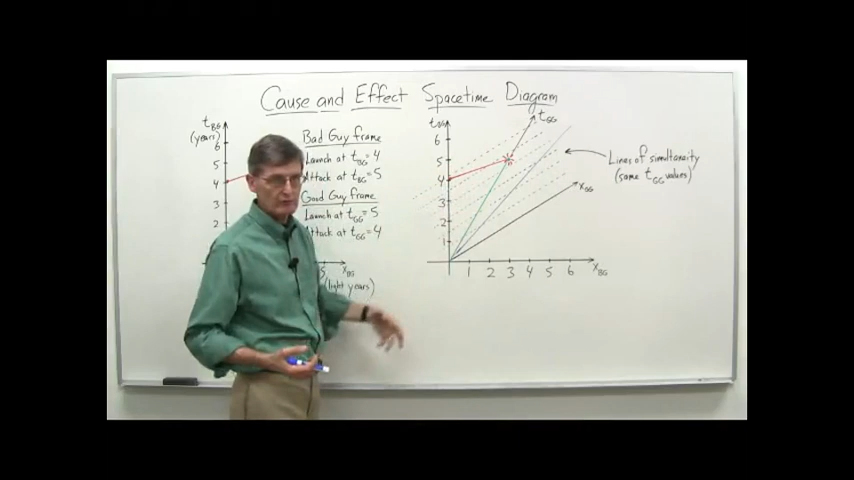 Cause and Effect Spacetime Diagram
t_BG
(years)
6
5
4
3
2
x_BG
(light years)
Bad Guy frame
Launch at t_BG = 4
Attack at t_BG = 5
Good Guy frame
Launch at t_GG = 5
Attack at t_GG = 4
t_BG
6
5
4
3
2
1
t_GG
x_GG
1 2 3 4 5 6 x_BG
Lines of simultaneity
(same t_GG values)